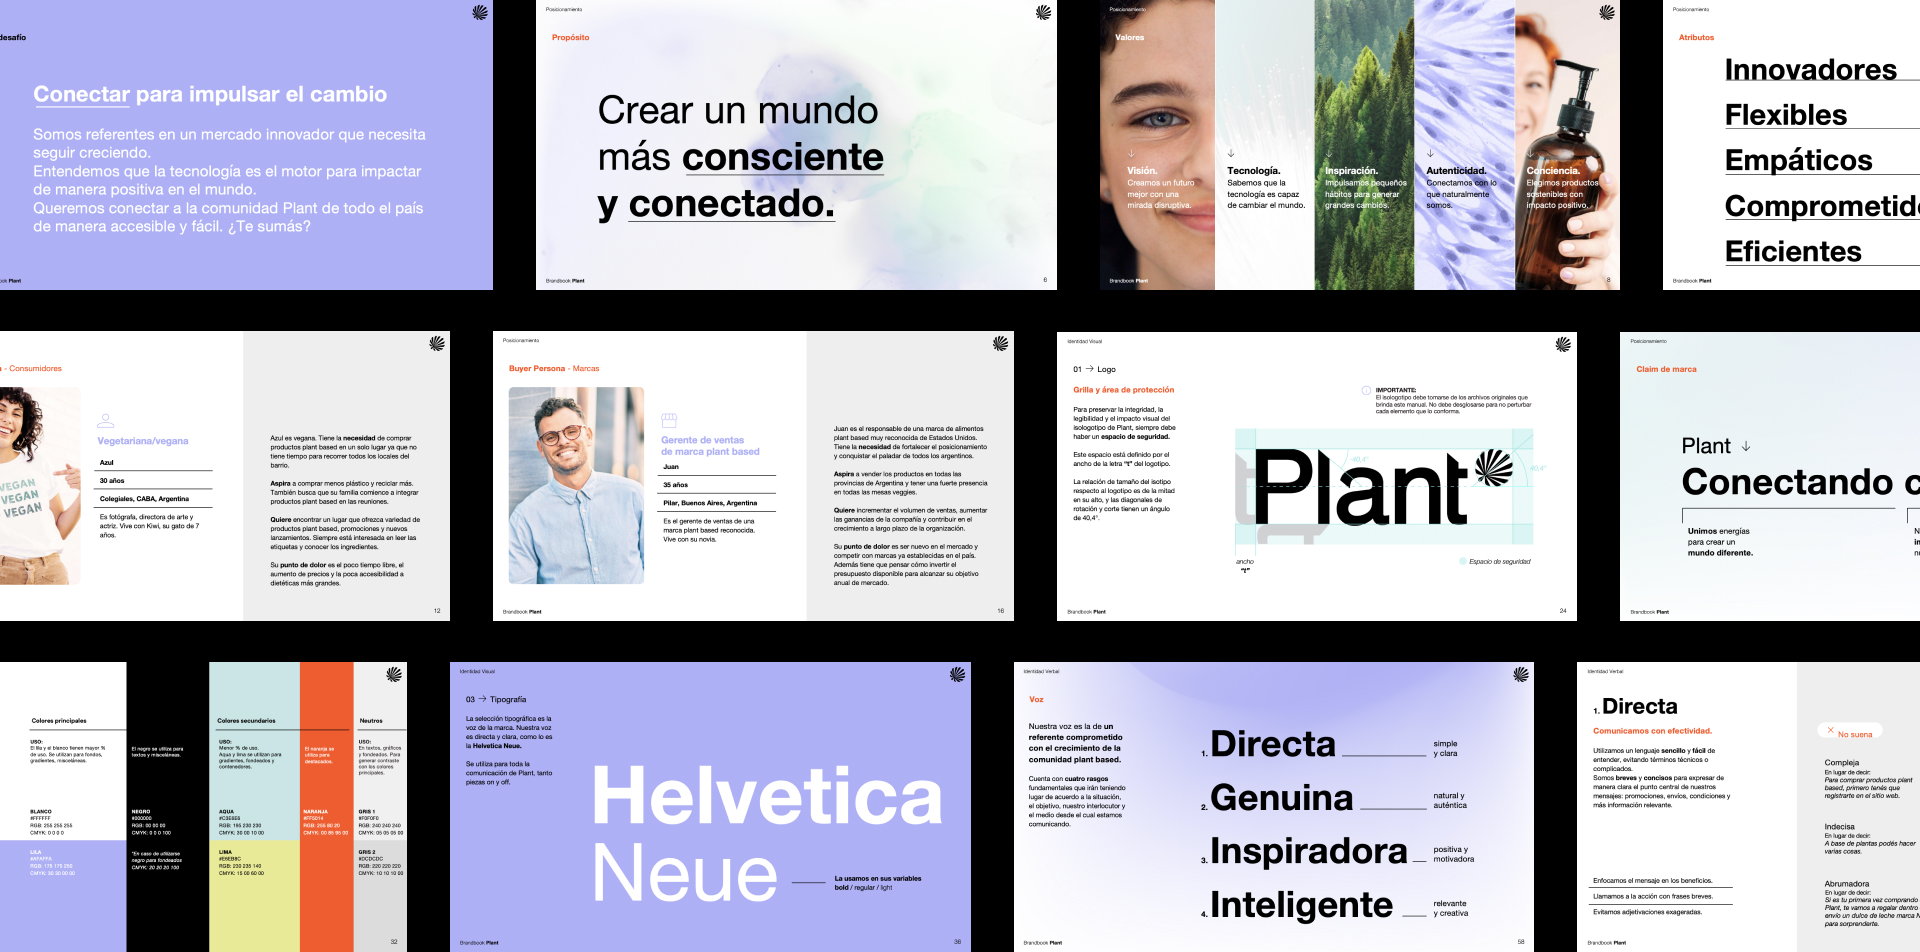 desafío
Conectar para impulsar el cambio
Somos referentes en un mercado innovador que necesita
seguir creciendo.
Entendemos que la tecnología es el motor para impactar
de manera positiva en el mundo.
Queremos conectar a la comunidad Plant de todo el país
de manera accesible y fácil. ¿Te sumás?
Plant
Posicionamiento
Propósito
Crear un mundo
más consciente
y conectado.
Brandbook Plant
6
Posicionamiento
Valores
Visión.
Creamos un futuro
mejor con una
mirada disruptiva.
Tecnología.
Sabemos que la
tecnología es capaz
de cambiar el mundo.
Inspiración.
Impulsamos pequeños
hábitos para generar
grandes cambios.
Autenticidad.
Conectamos con lo
que naturalmente
somos.
Conciencia.
Elegimos productos
sostenibles con
impacto positivo.
Brandbook Plant
8
Posicionamiento
Atributos
Innovadores
Flexibles
Empáticos
Eficientes
Brandbook Plant
- Consumidores
VEGAN
VEGAN
VEGAN
Vegetariana/vegana
Azul
30 años
Colegiales, CABA, Argentina
Es fotógrafa, directora de arte y
actriz. Vive con Kiwi, su gato de 7
años.
Azul es vegana. Tiene la necesidad de comprar
productos plant based en un solo lugar ya que no
tiene tiempo para recorrer todos los locales del
barrio.
Aspira a comprar menos plástico y reciclar más.
También busca que su familia comience a integrar
productos plant based en las reuniones.
Quiere encontrar un lugar que ofrezca variedad de
productos plant based, promociones y nuevos
lanzamientos. Siempre está interesada en leer las
etiquetas y conocer los ingredientes.
Su punto de dolor es el poco tiempo libre, el
aumento de precios y la poca accesibilidad a
dietéticas más grandes.
12
Posicionamiento
Buyer Persona - Marcas
Gerente de ventas
de marca plant based
Juan
35 años
Pilar, Buenos Aires, Argentina
Es el gerente de ventas de una
marca plant based reconocida.
Vive con su novia.
Juan es el responsable de una marca de alimentos
plant based muy reconocida de Estados Unidos.
Tiene la necesidad de fortalecer el posicionamiento
y conquistar el paladar de todos los argentinos.
Aspira a vender los productos en todas las
provincias de Argentina y tener una fuerte presencia
en todas las mesas veggies.
Quiere incrementar el volumen de ventas, aumentar
las ganancias de la compañía y contribuir en el
crecimiento a largo plazo de la organización.
Su punto de dolor es ser nuevo en el mercado y
competir con marcas ya establecidas en el país.
Además tiene que pensar cómo invertir el
presupuesto disponible para alcanzar su objetivo
anual de mercado.
Brandbook Plant
16
Identidad Visual
01 → Logo
Grilla y área de protección
Para preservar la integridad, la
legibilidad y el impacto visual del
isologotipo de Plant, siempre debe
haber un espacio de seguridad.
Este espacio está definido por el
ancho de la letra "t" del logotipo.
La relación de tamaño del isotipo
respecto al logotipo es de la mitad
en su alto, y las diagonales de
rotación y corte tienen un ángulo
de 40,4°.
IMPORTANTE:
El isologotipo debe tomarse de los archivos originales que
brinda este manual. No debe desglosarse para no perturbar
cada elemento que lo conforma.
t
Plant
40,4°
40,4°
ancho
"t"
Espacio de seguridad
Brandbook Plant
24
Posicionamiento
Claim de marca
Plant ↓
Conectando
Unimos energías
para crear un
mundo diferente.
Brandbook Plant
Colores principales
USO:
El lila y el blanco tienen mayor %
de uso. Se utilizan para fondos,
gradientes, misceláneas.
El negro se utiliza para
textos y misceláneas.
BLANCO
#FFFFFF
RGB: 255 255 255
CMYK: 0 0 0 0
NEGRO
#000000
RGB: 00 00 00
CMYK: 0 0 0 100
LILA
#AFAFFA
RGB: 175 175 250
CMYK: 30 30 00 00
*En caso de utilizarse
negro para fondeados
CMYK: 20 20 20 100
Colores secundarios
USO:
Menor % de uso.
Aqua y lima se utilizan para
gradientes, fondeados y
contenedores.
El naranja se
utiliza para
destacados.
AQUA
#C3E6E6
RGB: 195 230 230
CMYK: 30 00 10 00
NARANJA
#FF5014
RGB: 255 80 20
CMYK: 00 85 95 00
LIMA
#E6EB8C
RGB: 230 235 140
CMYK: 15 00 60 00
Neutros
USO:
En textos, gráficos
y fondeados. Para
generar contraste
con los colores
principales.
GRIS 1
#F0F0F0
RGB: 240 240 240
CMYK: 05 05 05 00
GRIS 2
#DCDCDC
RGB: 220 220 220
CMYK: 10 10 10 00
32
Identidad Visual
03 → Tipografía
La selección tipográfica es la
voz de la marca. Nuestra voz
es directa y clara, como lo es
la Helvetica Neue.
Se utiliza para toda la
comunicación de Plant, tanto
piezas on y off.
Helvetica
Neue
La usamos en sus variables
bold / regular / light
Brandbook Plant
36
Identidad Verbal
Voz
Nuestra voz es la de un
referente comprometido
con el crecimiento de la
comunidad plant based.
Cuenta con cuatro rasgos
fundamentales que irán teniendo
lugar de acuerdo a la situación,
el objetivo, nuestro interlocutor y
el medio desde el cual estamos
comunicando.
1. Directa
simple
y clara
2. Genuina
natural y
auténtica
3. Inspiradora
positiva y
motivadora
4. Inteligente
relevante
y creativa
Brandbook Plant
58
Identidad Verbal
1. Directa
Comunicamos con efectividad.
Utilizamos un lenguaje sencillo y fácil de
entender, evitando términos técnicos o
complicados.
Somos breves y concisos para expresar de
manera clara el punto central de nuestros
mensajes: promociones, envíos, condiciones y
más información relevante.
Enfocamos el mensaje en los beneficios.
Llamamos a la acción con frases breves.
Evitamos adjetivaciones exageradas.
No suena
Compleja
En lugar de decir:
Para comprar productos plant
based, primero tenés que
registrarte en el sitio web.
Indecisa
En lugar de decir:
A base de plantas podés hacer
varias cosas.
Abrumadora
En lugar de decir:
Si es tu primera vez comprando
Plant, te vamos a regalar dentro
envío un dulce de leche marca
para sorprenderte.
Brandbook Plant